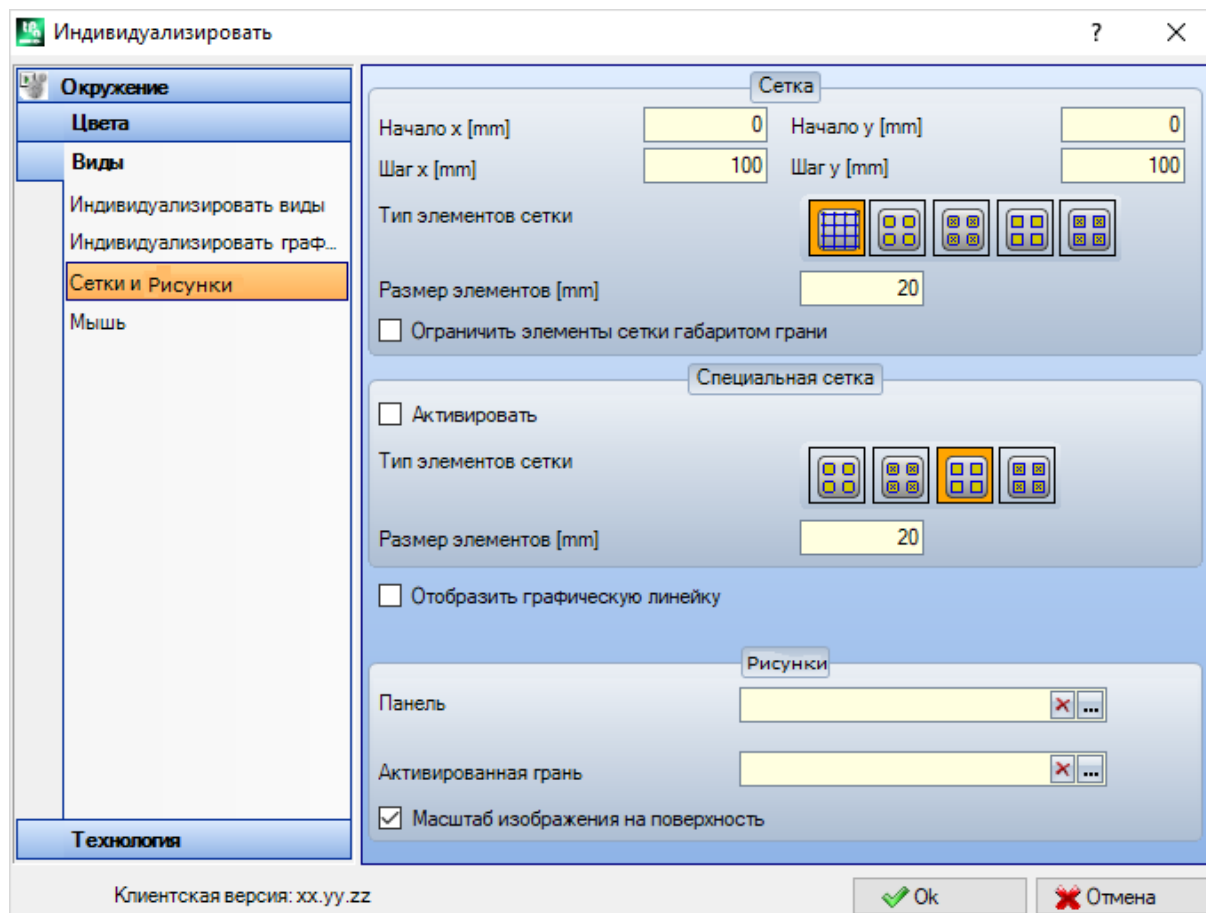 Индивидуализировать
?
Окружение
Цвета
Виды
Индивидуализировать виды
Индивидуализировать граф...
Сетки и Рисунки
Мышь
Технология
Сетка
Начало x [mm] 0 Начало y [mm] 0
Шаг x [mm] 100 Шаг y [mm] 100
Тип элементов сетки
Размер элементов [mm] 20
Ограничить элементы сетки габаритом грани
Специальная сетка
Активировать
Тип элементов сетки
Размер элементов [mm] 20
Отобразить графическую линейку
Рисунки
Панель ...
Активированная грань ...
Масштаб изображения на поверхность
Клиентская версия: xx.yy.zz Ok Отмена